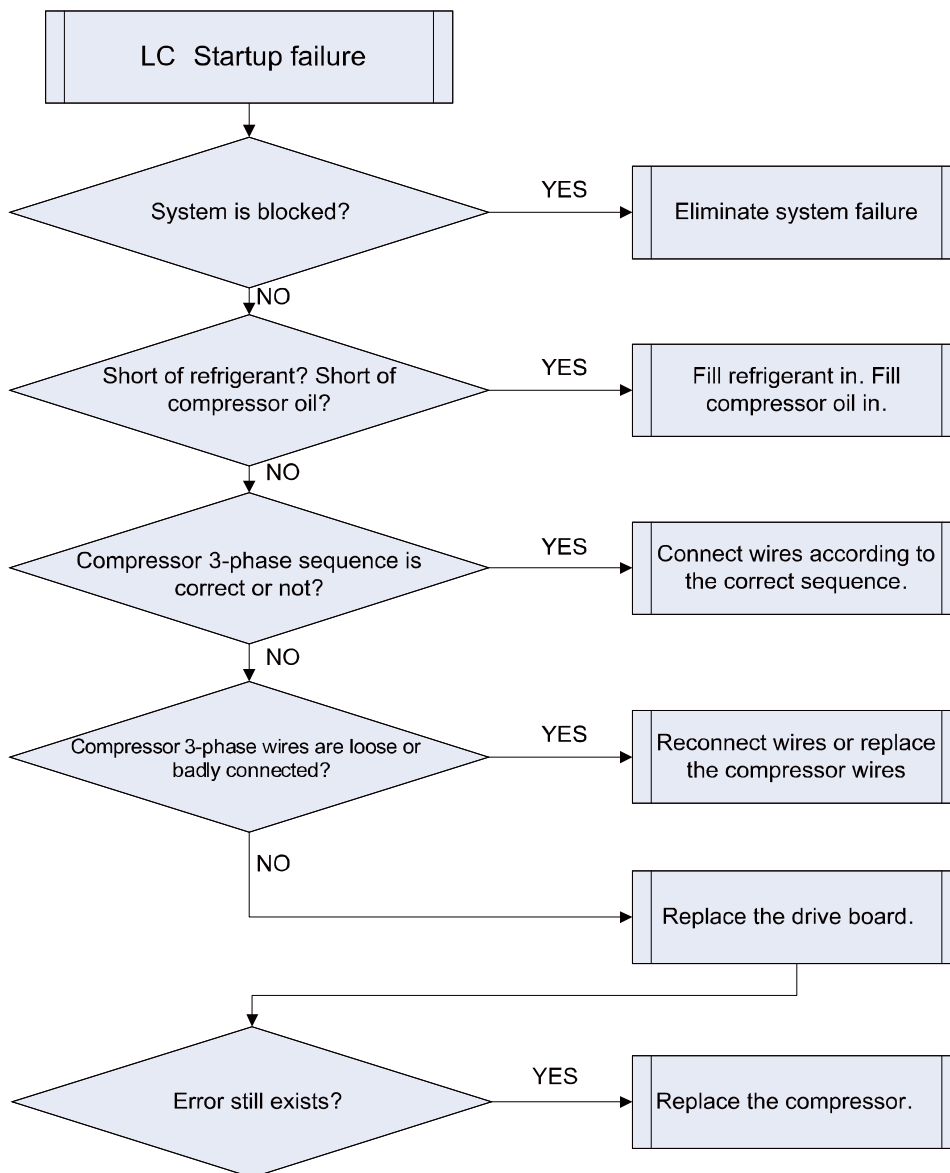 LC Startup failure
System is blocked?
YES
Eliminate system failure
NO
Short of refrigerant? Short of
compressor oil?
YES
Fill refrigerant in. Fill
compressor oil in.
NO
Compressor 3-phase sequence is
correct or not?
YES
Connect wires according to
the correct sequence.
NO
Compressor 3-phase wires are loose or
badly connected?
YES
Reconnect wires or replace
the compressor wires
NO
Replace the drive board.
Error still exists?
YES
Replace the compressor.